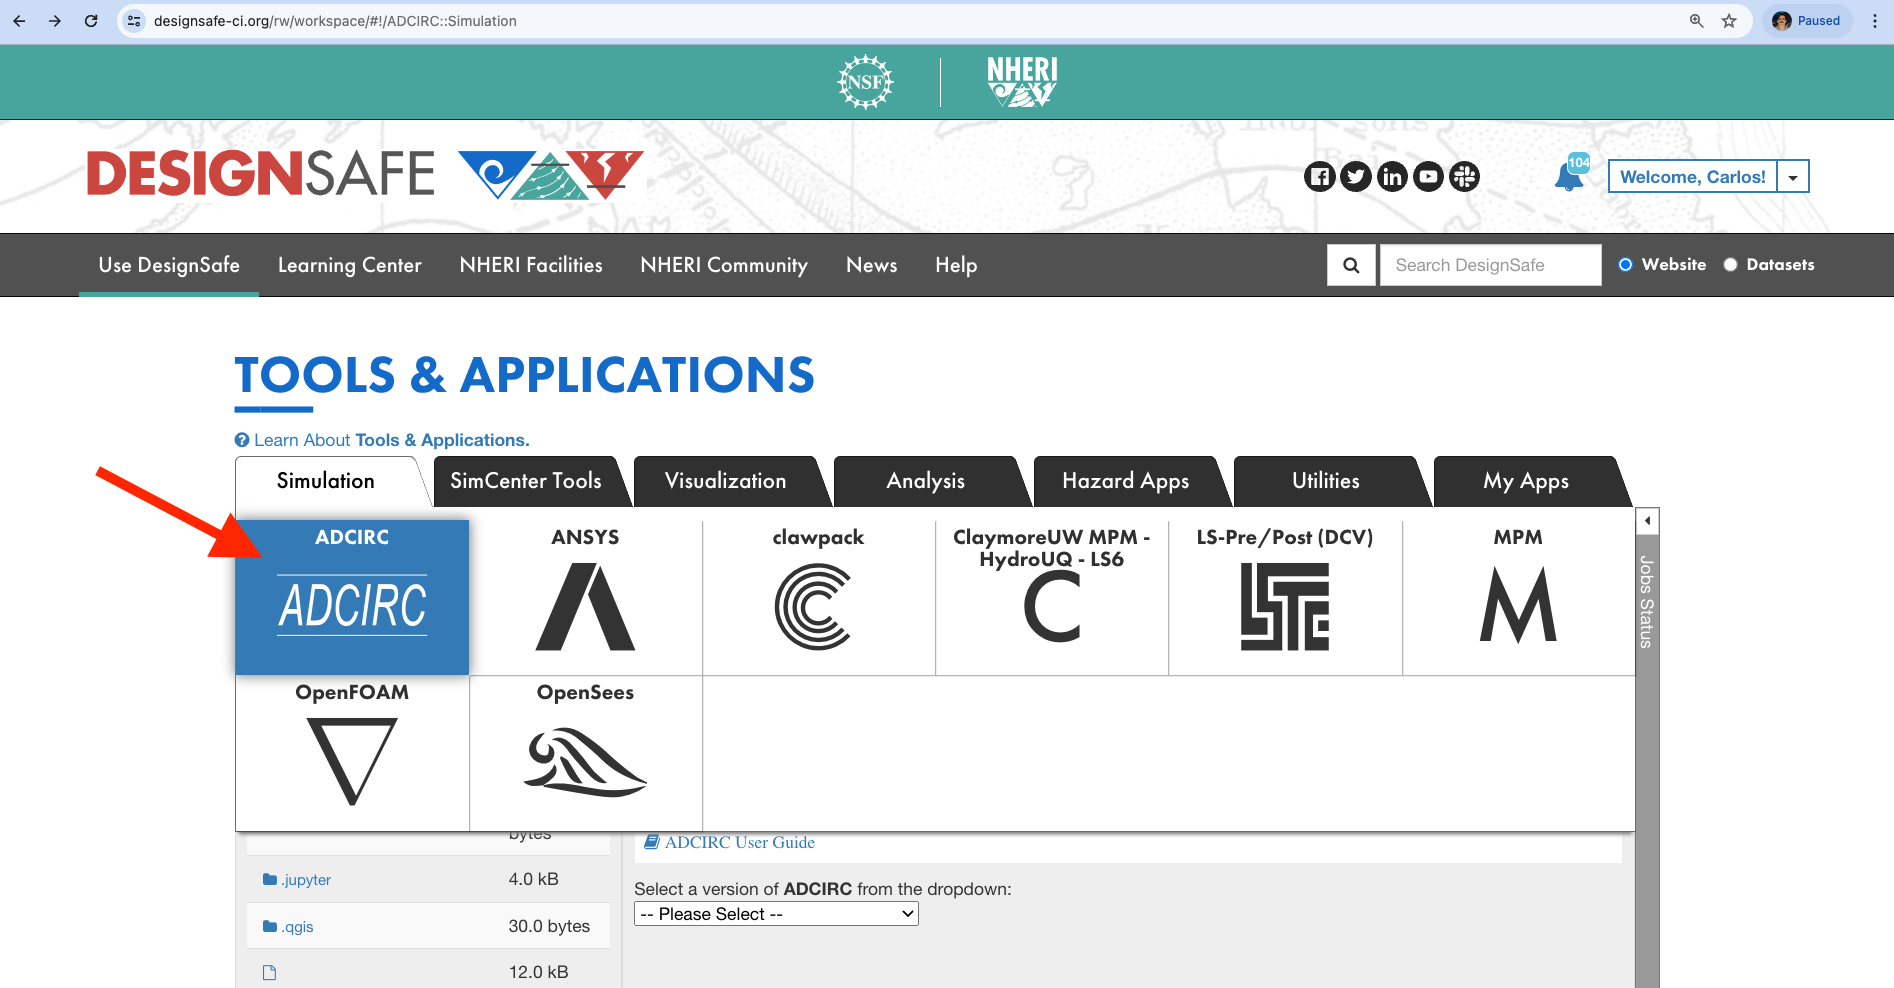 designsafe-ci.org/rw/workspace/#!/ADCIRC::Simulation
Paused
NSF
NHERI
DESIGNSAFE
104
Welcome, Carlos!
Use DesignSafe Learning Center NHERI Facilities NHERI Community News Help
Search DesignSafe
Website Datasets
TOOLS & APPLICATIONS
Learn About Tools & Applications.
Simulation SimCenter Tools Visualization Analysis Hazard Apps Utilities My Apps
ADCIRC
ADCIRC
ANSYS
clawpack
ClaymoreUW MPM -
HydroUQ - LS6
C
LS-Pre/Post (DCV)
MPM
M
Jobs Status
OpenFOAM
OpenSees
bytes
.jupyter 4.0 kB
.qgis 30.0 bytes
12.0 kB
ADCIRC User Guide
Select a version of ADCIRC from the dropdown:
-- Please Select --